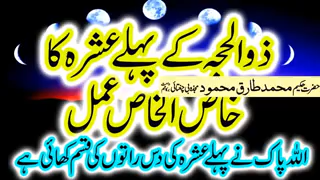 ذوالحجہ کے پہلے عشرہ کا
حضرت حکیم محمد طارق محمود
خاص الخاص عمل
اللہ پاک نے پہلے عشرہ کی دس راتوں کی قسم کھائی ہے